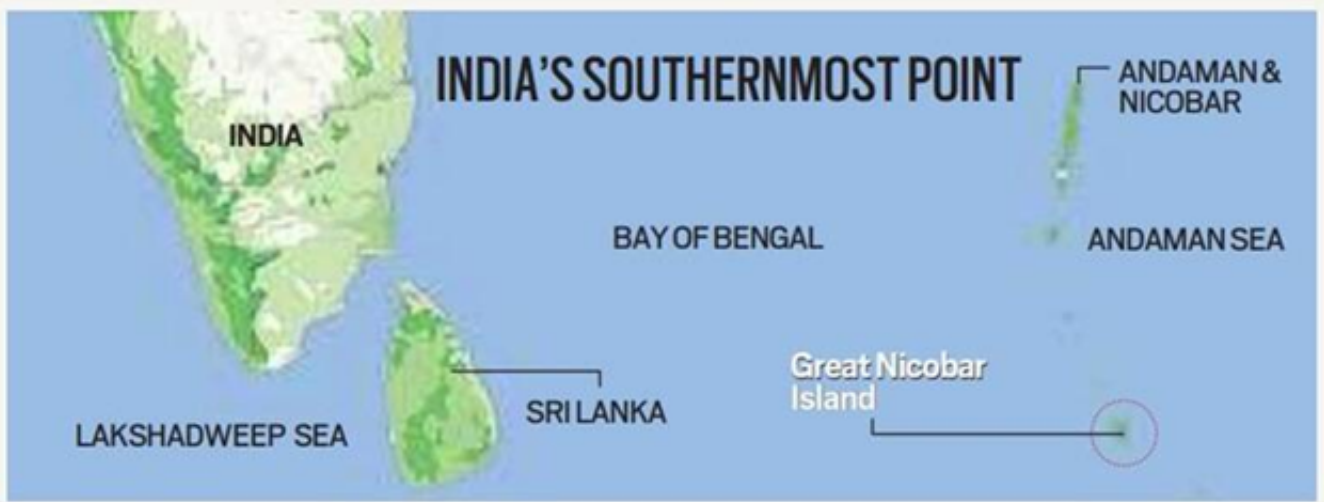 INDIA'S SOUTHERNMOST POINT
ANDAMAN &
NICOBAR
INDIA
BAY OF BENGAL
ANDAMAN SEA
Great Nicobar
Island
SRI LANKA
LAKSHADWEEP SEA